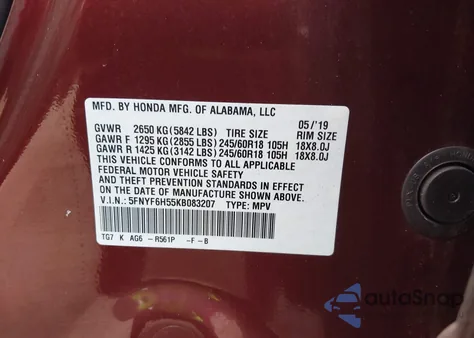 MFD. BY HONDA MFG. OF ALABAMA, LLC
05/'19
GVWR 2650 KG(5842 LBS) TIRE SIZE RIM SIZE
GAWR F 1295 KG(2855 LBS)245/60R18 105H 18X8.0J
GAWR R 1425 KG(3142 LBS)245/60R18 105H 18X8.0J
THIS VEHICLE CONFORMS TO ALL APPLICABLE
FEDERAL MOTOR VEHICLE SAFETY AND
THEFT PREVENTION STANDARDS IN EFFECT ON
THE DATE OF MANUFACTURE SHOWN ABOVE.
V.I.N.: 5FNYF6H55KB083207 TYPE: MPV
TG7 K AG6 -R561P -F -B
autoSnap